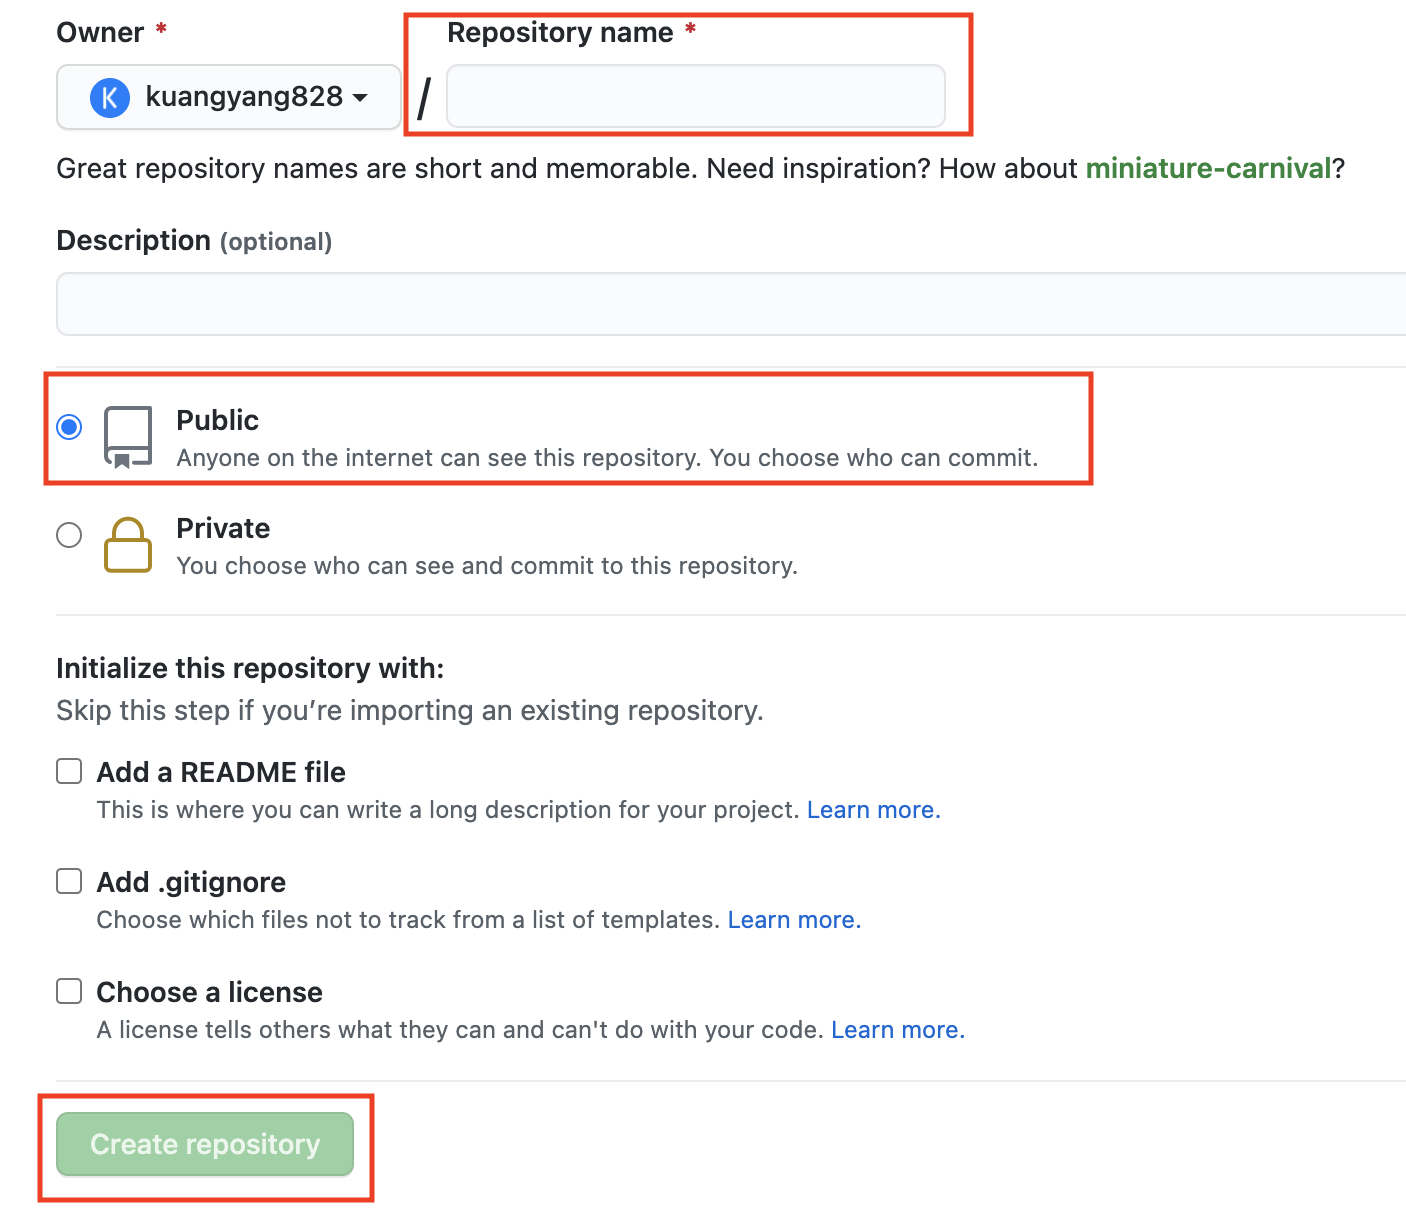 Owner *
Repository name *
K kuangyang828 /
Great repository names are short and memorable. Need inspiration? How about miniature-carnival?
Description (optional)
Public
Anyone on the internet can see this repository. You choose who can commit.
Private
You choose who can see and commit to this repository.
Initialize this repository with:
Skip this step if you’re importing an existing repository.
Add a README file
This is where you can write a long description for your project. Learn more.
Add .gitignore
Choose which files not to track from a list of templates. Learn more.
Choose a license
A license tells others what they can and can't do with your code. Learn more.
Create repository